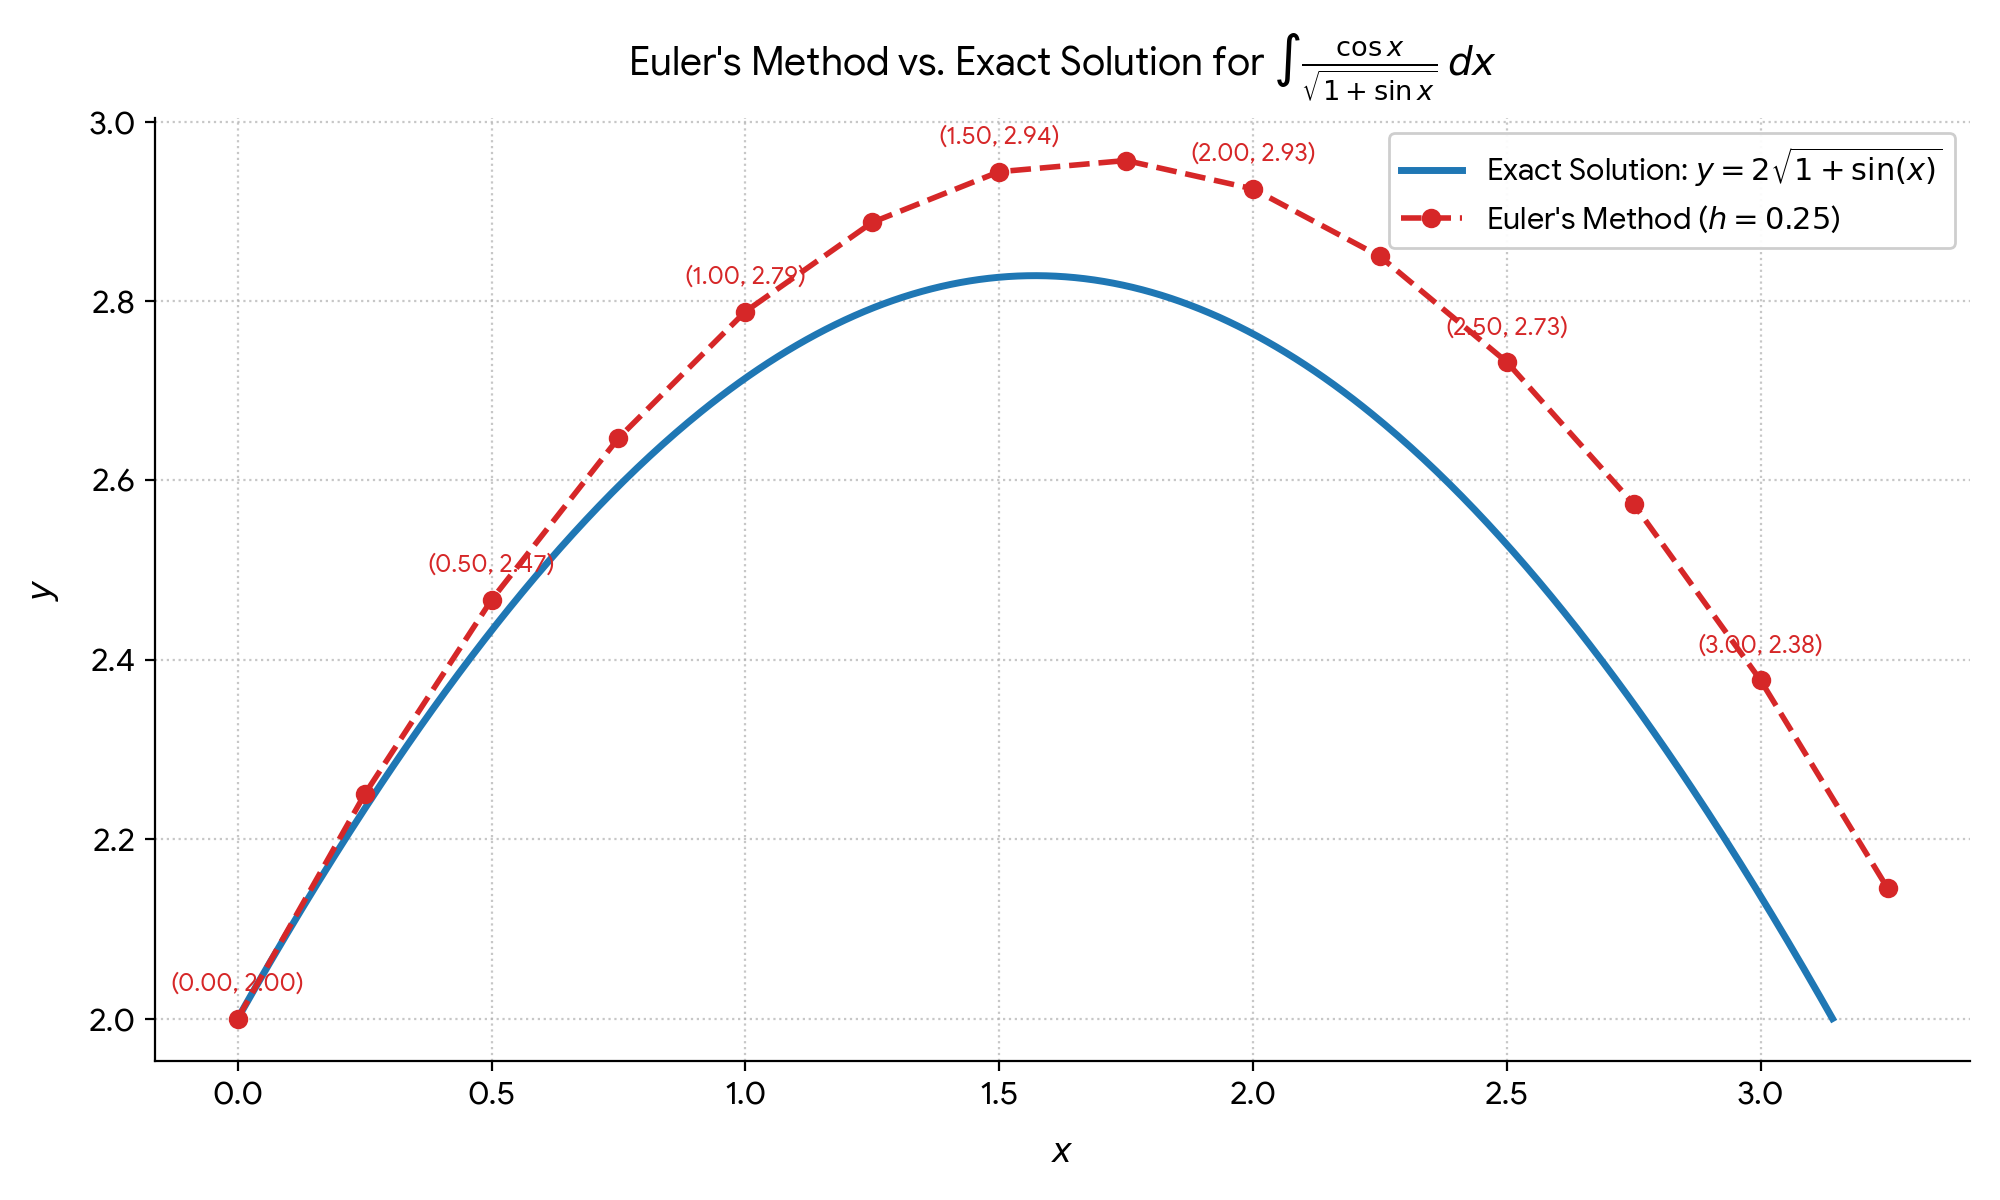 Euler's Method vs. Exact Solution for ∫ cos x / √(1 + sin x) dx
Exact Solution: y = 2√(1 + sin(x))
Euler's Method (h = 0.25)
(0.00, 2.00)
(0.50, 2.47)
(1.00, 2.79)
(1.50, 2.94)
(2.00, 2.93)
(2.50, 2.73)
(3.00, 2.38)
y
3.0
2.8
2.6
2.4
2.2
2.0
0.0 0.5 1.0 1.5 2.0 2.5 3.0
x